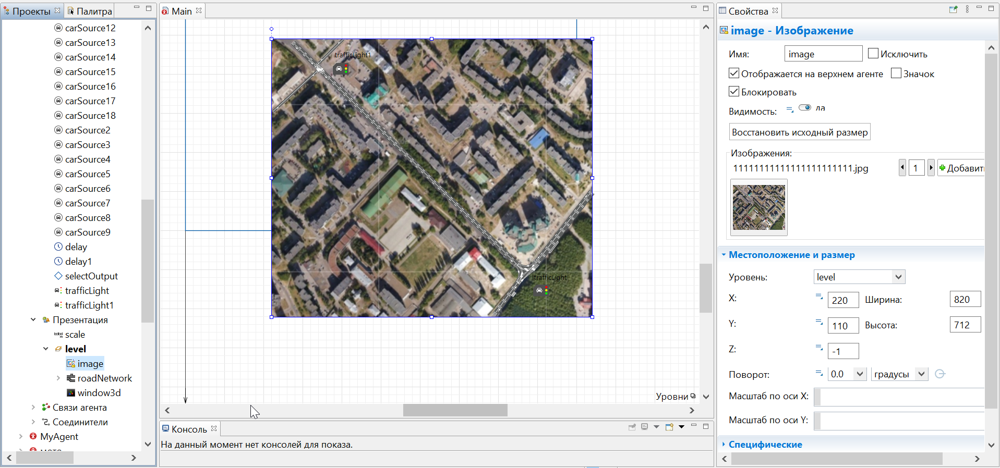 Проекты
Палитра
carSource12
carSource13
carSource14
carSource15
carSource16
carSource17
carSource18
carSource2
carSource3
carSource4
carSource5
carSource6
carSource7
carSource8
carSource9
delay
delay1
selectOutput
trafficLight
trafficLight1
Презентация
scale
level
image
roadNetwork
window3d
Связи агента
Соединители
MyAgent
Main
trafficLight1
trafficLight
Уровни
Консоль
На данный момент нет консолей для показа.
Свойства
image - Изображение
Имя: image Исключить
Отображается на верхнем агенте Значок
Блокировать
Видимость: да
Восстановить исходный размер
Изображения:
11111111111111111111111.jpg 1 Добавить
Местоположение и размер
Уровень: level
X: 220 Ширина: 820
Y: 110 Высота: 712
Z: -1
Поворот: 0.0 градусы
Масштаб по оси X:
Масштаб по оси Y:
Специфические